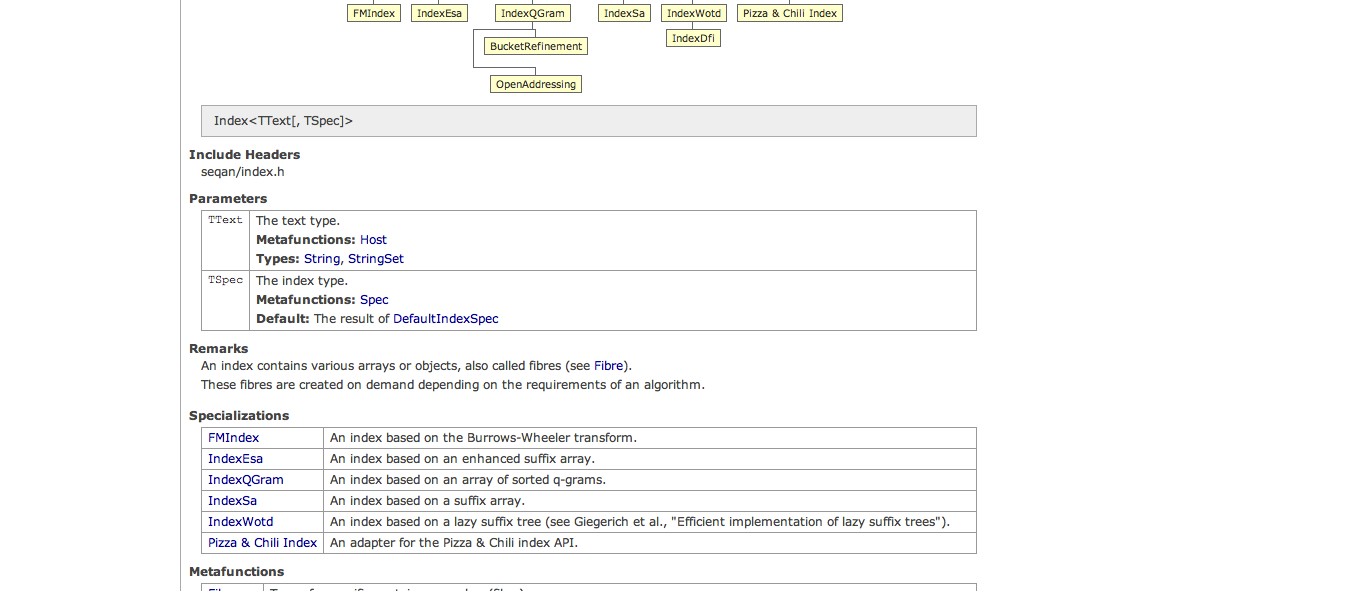 FMIndex IndexEsa IndexQGram IndexSa IndexWotd Pizza & Chili Index
BucketRefinement IndexDfi
OpenAddressing
Index<TText[, TSpec]>
Include Headers
seqan/index.h
Parameters
TText The text type.
Metafunctions: Host
Types: String, StringSet
TSpec The index type.
Metafunctions: Spec
Default: The result of DefaultIndexSpec
Remarks
An index contains various arrays or objects, also called fibres (see Fibre).
These fibres are created on demand depending on the requirements of an algorithm.
Specializations
FMIndex An index based on the Burrows-Wheeler transform.
IndexEsa An index based on an enhanced suffix array.
IndexQGram An index based on an array of sorted q-grams.
IndexSa An index based on a suffix array.
IndexWotd An index based on a lazy suffix tree (see Giegerich et al., "Efficient implementation of lazy suffix trees").
Pizza & Chili Index An adapter for the Pizza & Chili index API.
Metafunctions